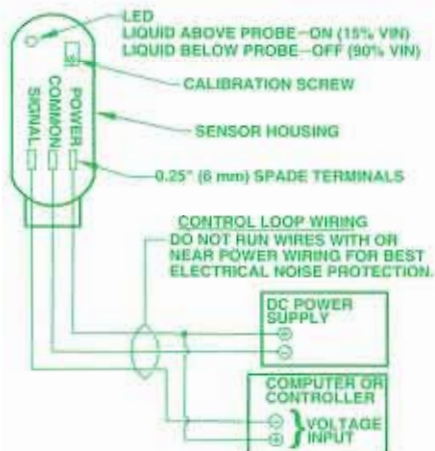 LED
LIQUID ABOVE PROBE-ON (15% VIN)
LIQUID BELOW PROBE-OFF (90% VIN)
CALIBRATION SCREW
POWER
COMMON
SIGNAL
SENSOR HOUSING
0.25" (6 mm) SPADE TERMINALS
CONTROL LOOP WIRING
DO NOT RUN WIRES WITH OR
NEAR POWER WIRING FOR BEST
ELECTRICAL NOISE PROTECTION.
DC POWER
SUPPLY
+
-
COMPUTER OR
CONTROLLER
-
+
VOLTAGE
INPUT